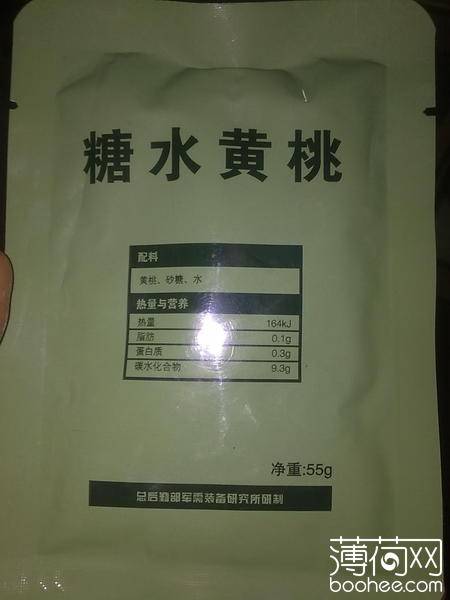 糖水黄桃
配料
黄桃、砂糖、水
热量与营养
热量 164kJ
脂肪 0.1g
蛋白质 0.3g
碳水化合物 9.3g
净重:55g
总后勤部军需装备研究所研制
薄荷网
boohee.com